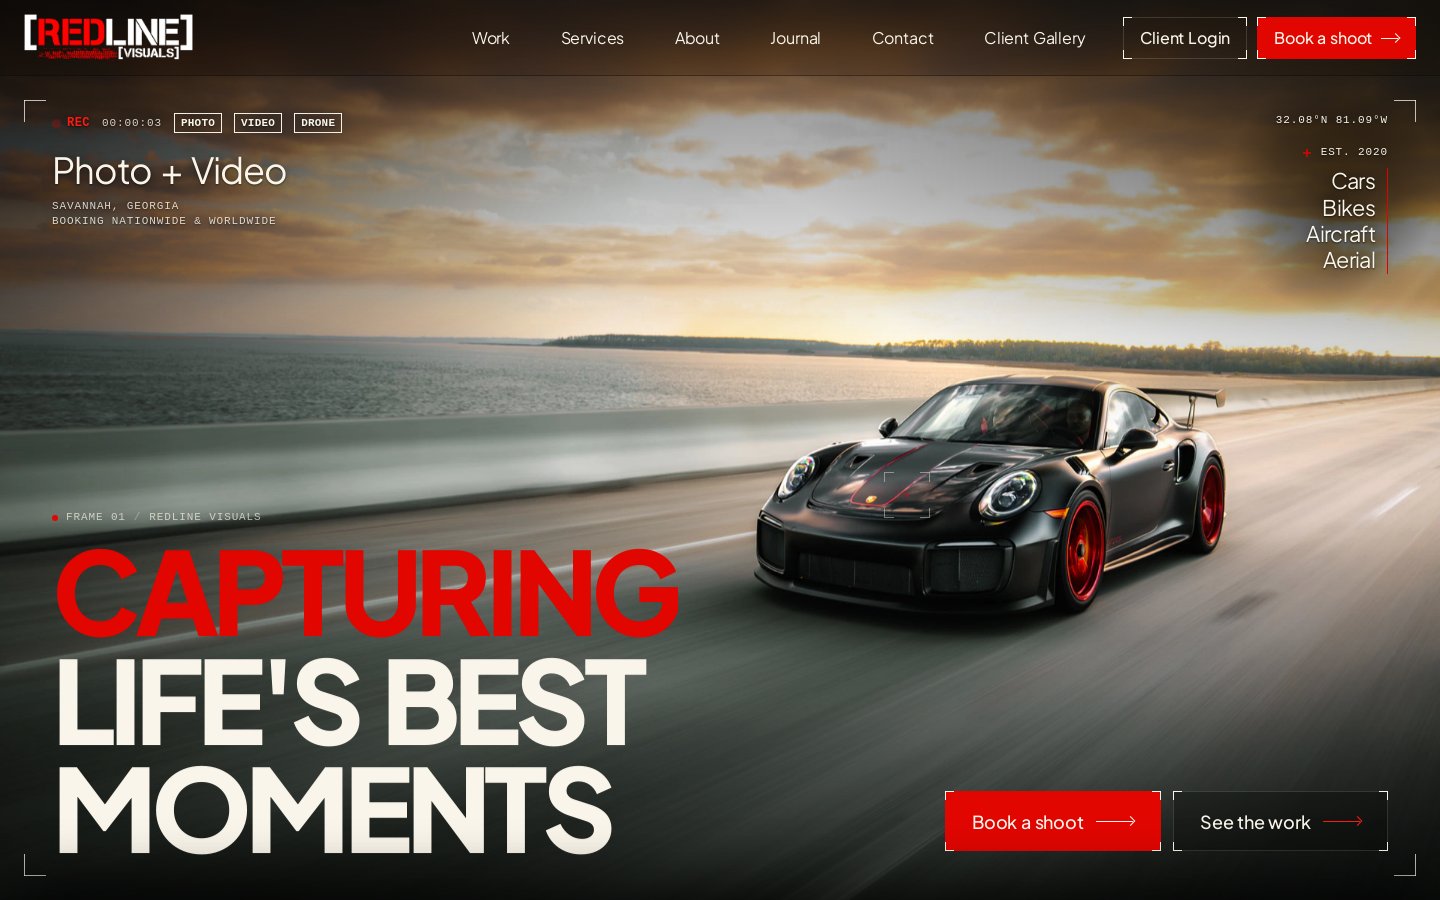 [REDLINE]
[VISUALS]
Work
Services
About
Journal
Contact
Client Gallery
Client Login
Book a shoot
REC 00:00:03 PHOTO VIDEO DRONE
Photo + Video
SAVANNAH, GEORGIA
BOOKING NATIONWIDE & WORLDWIDE
32.08°N 81.09°W
+ EST. 2020
Cars
Bikes
Aircraft
Aerial
FRAME 01 / REDLINE VISUALS
CAPTURING
LIFE'S BEST
MOMENTS
Book a shoot
See the work